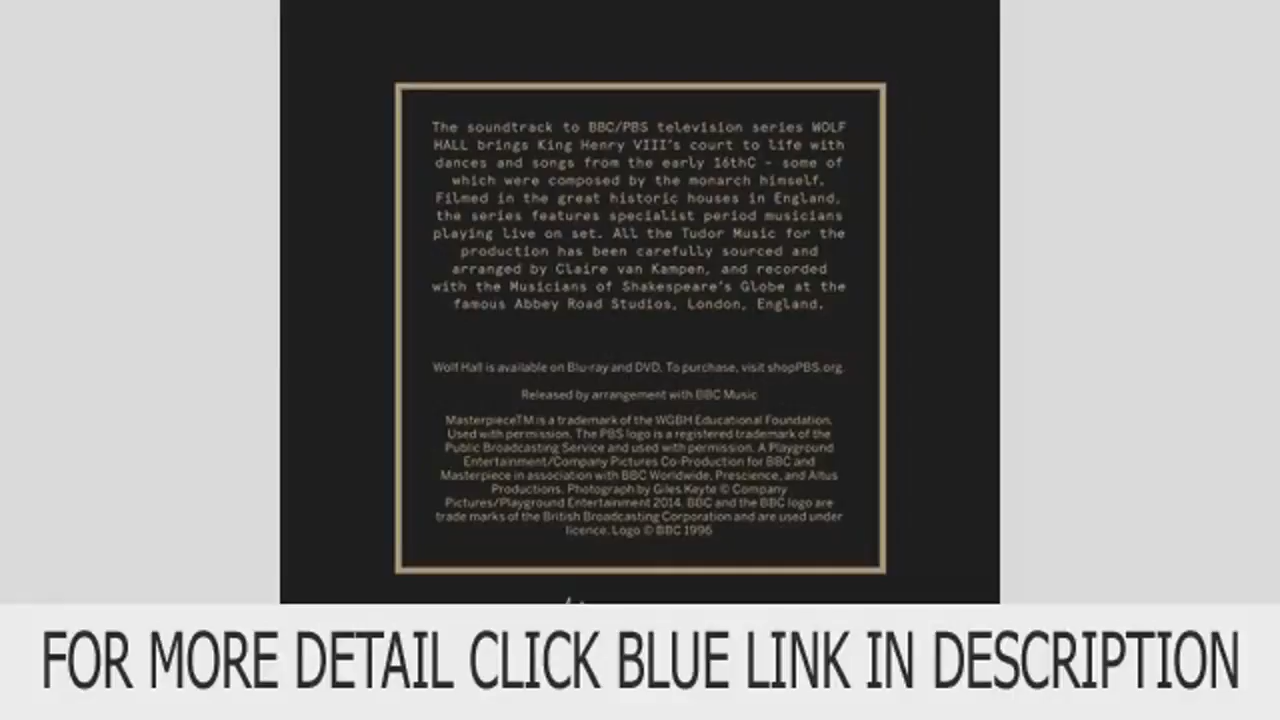 The soundtrack to BBC/PBS television series WOLF
HALL brings King Henry VIII's court to life with
dances and songs from the early 16thC - some of
which were composed by the monarch himself.
Filmed in the great historic houses in England,
the series features specialist period musicians
playing live on set. All the Tudor Music for the
production has been carefully sourced and
arranged by Claire van Kampen, and recorded
with the Musicians of Shakespeare's Globe at the
famous Abbey Road Studios, London, England.
Wolf Hall is available on Blu-ray and DVD. To purchase, visit shopPBS.org.
Released by arrangement with BBC Music
MasterpieceTM is a trademark of the WGBH Educational Foundation.
Used with permission. The PBS logo is a registered trademark of the
Public Broadcasting Service and used with permission. A Playground
Entertainment/Company Pictures Co-Production for BBC and
Masterpiece in association with BBC Worldwide, Prescience, and Altus
Productions. Photograph by Giles Keyte © Company
Pictures/Playground Entertainment 2014. BBC and the BBC logo are
trade marks of the British Broadcasting Corporation and are used under
licence. Logo © BBC 1996
FOR MORE DETAIL CLICK BLUE LINK IN DESCRIPTION